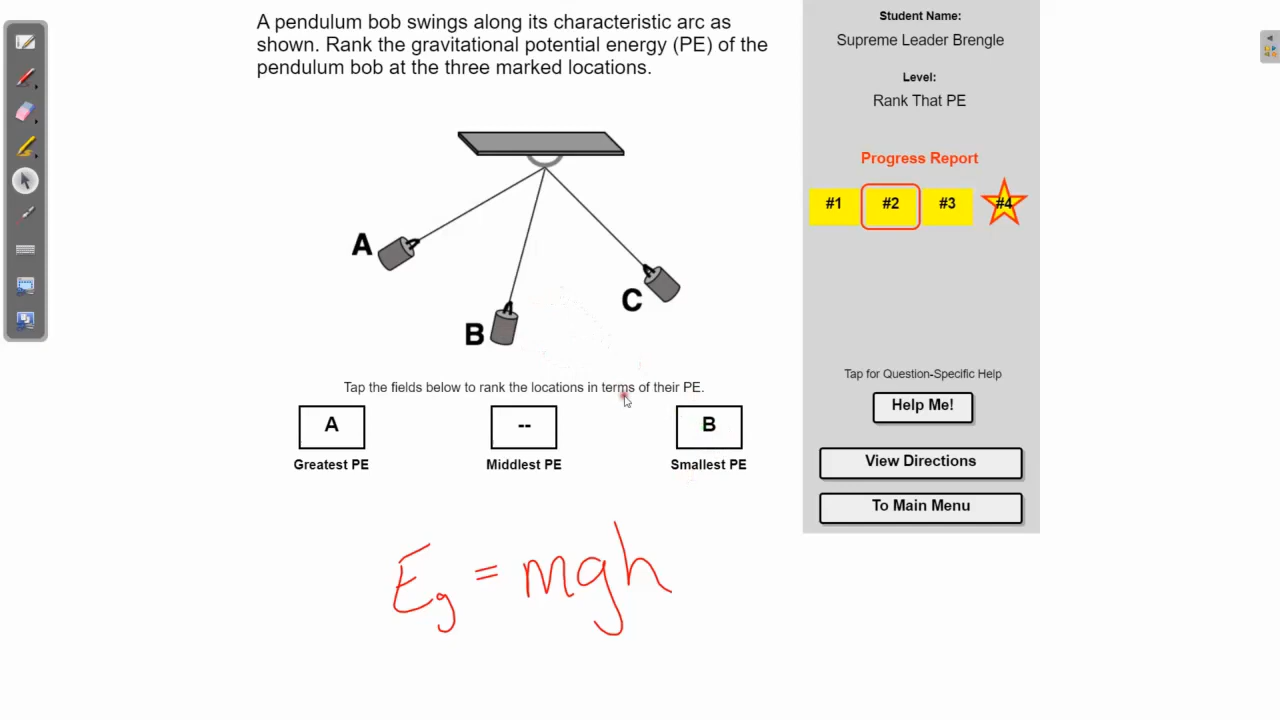 A pendulum bob swings along its characteristic arc as
shown. Rank the gravitational potential energy (PE) of the
pendulum bob at the three marked locations.
A
B
C
Tap the fields below to rank the locations in terms of their PE.
A
--
B
Greatest PE
Middlest PE
Smallest PE
Eg = mgh
Student Name:
Supreme Leader Brengle
Level:
Rank That PE
Progress Report
#1
#2
#3
#4
Tap for Question-Specific Help
Help Me!
View Directions
To Main Menu